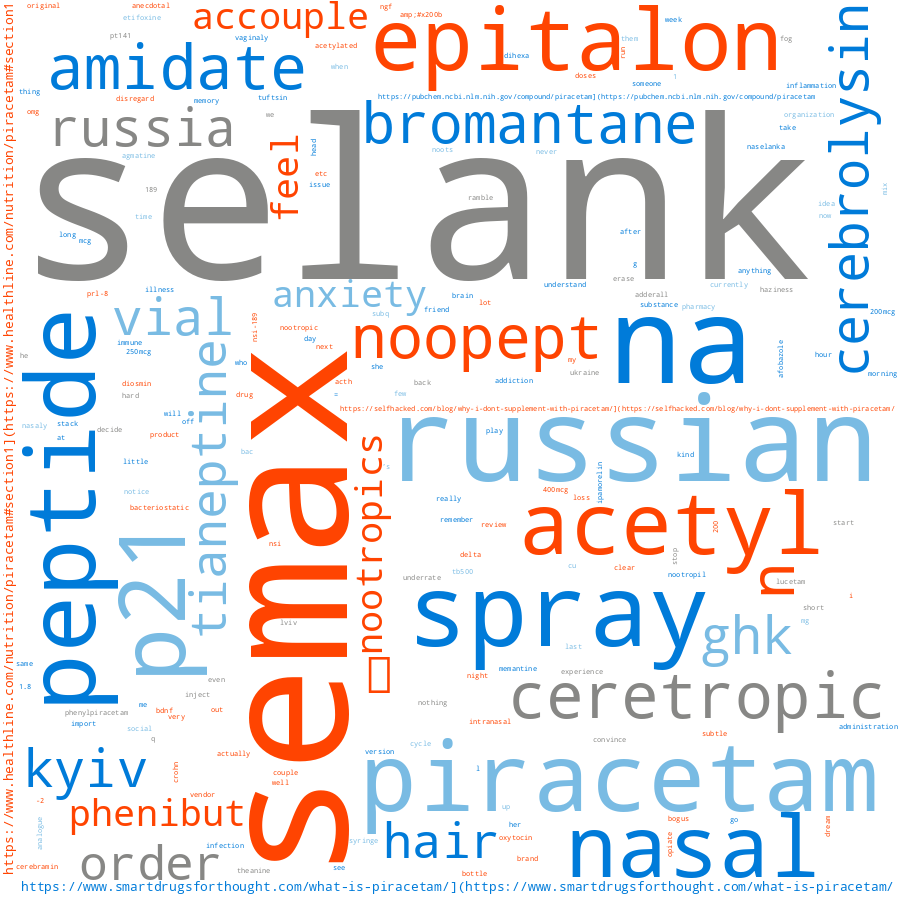 original
anecdotal
etifoxine
accouple
ngf
amp;#x200b
epitalon
week
them
run
dihexa
fog
cerebrolysin
pt141
vaginaly
acetylated
when
amidate
thing
disregard
memory
tuftsin
omg
doses
someone
i
inflammation
https://pubchem.ncbi.nlm.nih.gov/compound/piracetam](https://pubchem.ncbi.nlm.nih.gov/compound/piracetam
organization
russia
we
bromantane
take
naselanka
agmatine
feel
head
noots
never
selank
189
etc
issue
ramble
mix
time
idea
now
long
mcg
after
g
anything
erase
currently
prl-8
illness
anxiety
understand
adderall
haziness
substance
pharmacy
200mcg
vial
subq
friend
brain
lot
nsi-189
nootropic
day
next
noopept
my
na
afobazole
hour
morning
immune
250mcg
he
who
she
ukraine
peptide
tianeptine
diosmin
hard
drug
acth
=
back
few
addiction
https://www.healthline.com/nutrition/piracetam#section1](https://www.healthline.com/nutrition/piracetam#section1
https://selfhacked.com/blog/why-i-dont-supplement-with-piracetam/](https://selfhacked.com/blog/why-i-dont-supplement-with-piracetam/
nasaly
stack
at
decide
will
off
product
semax
russian
play
kind
bac
's
little
nootropics
ipamorelin
notice
bacteriostatic
400mcg
loss
acetyl
really
remember
review
200
start
p21
nsi
delta
clear
stop
n
underrate
tb500
cu
nootropil
lucetam
i
spray
short
mg
ghk
lviv
last
same
1.8
even
inject
memantine
night
experience
ceretropic
phenylpiracetam
import
me
bdnf
very
out
nothing
intranasal
subtle
administration
social
q
convince
kyiv
actually
crohn
couple
well
version
cycle
l
piracetam
-2
vendor
phenibut
up
her
oxytocin
bogus
go
dream
analogue
infection
syringe
hair
opiate
nasal
cerebramin
order
theanine
see
bottle
brand
https://www.smartdrugsforthought.com/what-is-piracetam/](https://www.smartdrugsforthought.com/what-is-piracetam/